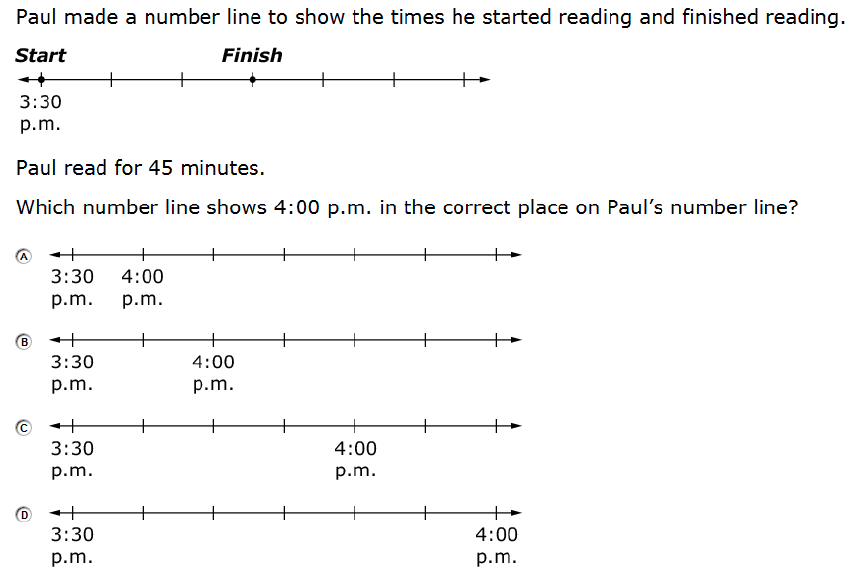 Paul made a number line to show the times he started reading and finished reading.
Start Finish
3:30
p.m.
Paul read for 45 minutes.
Which number line shows 4:00 p.m. in the correct place on Paul's number line?
A
3:30 4:00
p.m. p.m.
B
3:30 4:00
p.m. p.m.
C
3:30 4:00
p.m. p.m.
D
3:30 4:00
p.m. p.m.